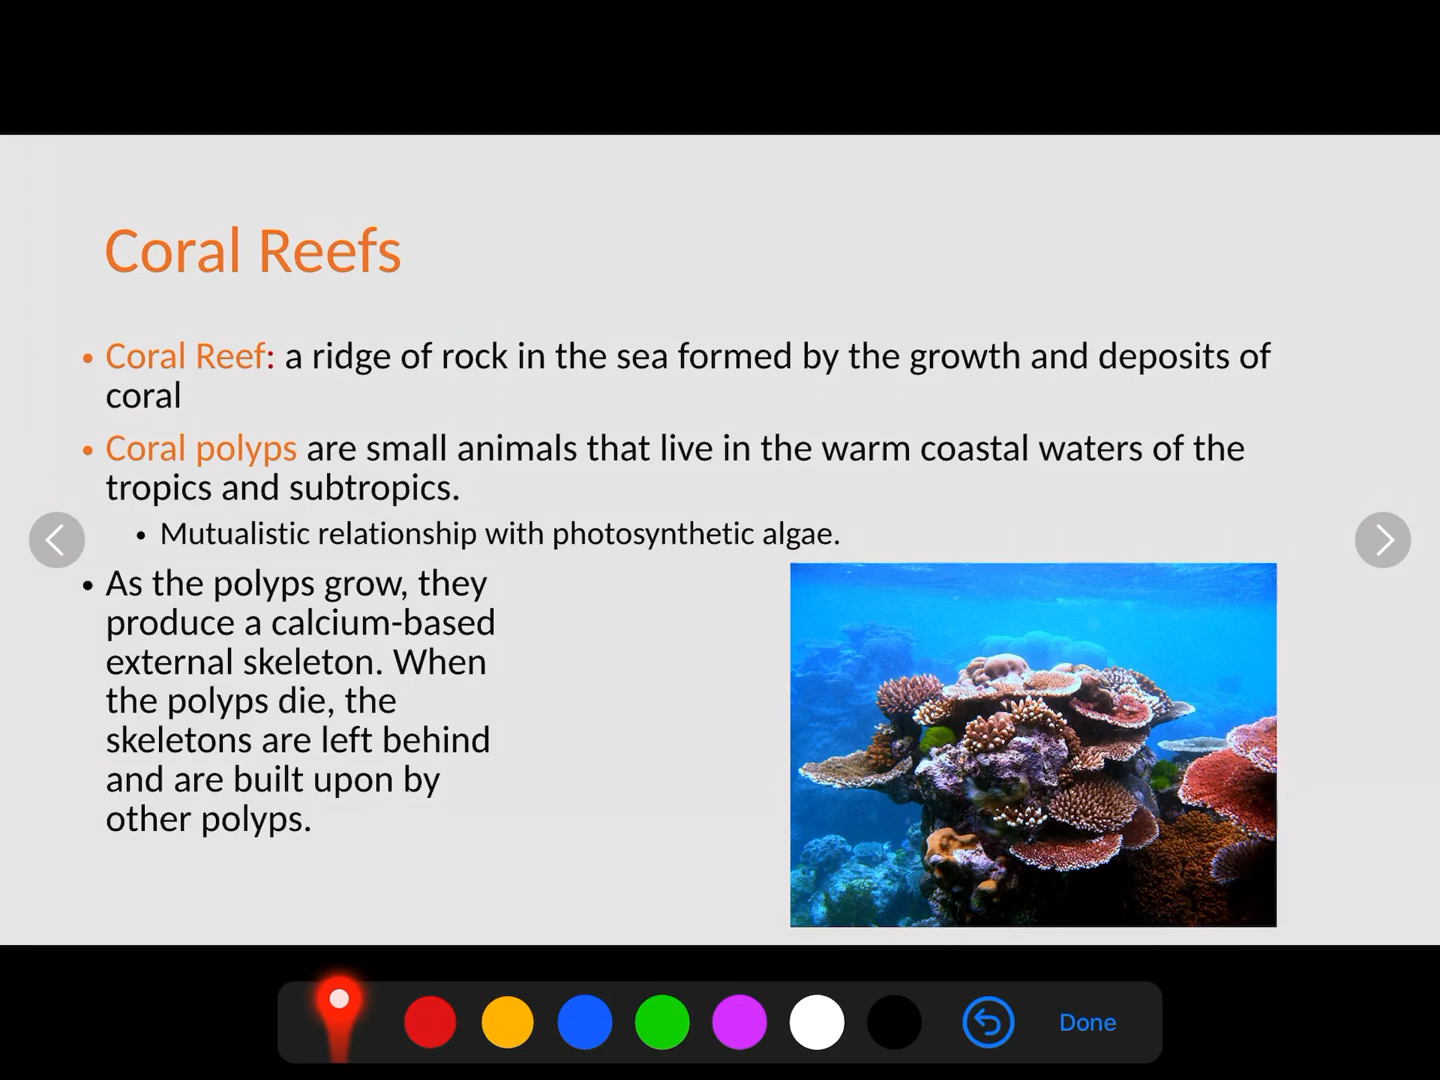 Coral Reefs
• Coral Reef: a ridge of rock in the sea formed by the growth and deposits of
coral
• Coral polyps are small animals that live in the warm coastal waters of the
tropics and subtropics.
• Mutualistic relationship with photosynthetic algae.
• As the polyps grow, they
produce a calcium-based
external skeleton. When
the polyps die, the
skeletons are left behind
and are built upon by
other polyps.
Done